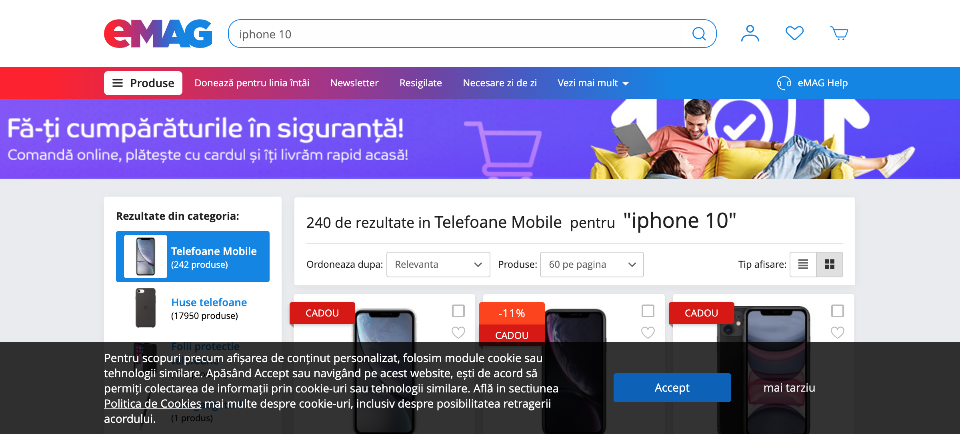 eMAG
iphone 10
Produse
Donează pentru linia întâi
Newsletter
Resigilate
Necesare zi de zi
Vezi mai mult
eMAG Help
Fă-ți cumpărăturile în siguranță!
Comandă online, plătește cu cardul și îți livrăm rapid acasă!
Rezultate din categoria:
Telefoane Mobile
(242 produse)
Huse telefoane
(17950 produse)
Folii protectie
(1 produs)
240 de rezultate in Telefoane Mobile pentru "iphone 10"
Ordoneaza dupa:
Relevanta
Produse:
60 pe pagina
Tip afisare:
CADOU
-11%
CADOU
CADOU
Pentru scopuri precum afișarea de conținut personalizat, folosim module cookie sau
tehnologii similare. Apăsând Accept sau navigând pe acest website, ești de acord să
permiți colectarea de informații prin cookie-uri sau tehnologii similare. Află in sectiunea
Politica de Cookies mai multe despre cookie-uri, inclusiv despre posibilitatea retragerii
acordului.
Accept
mai tarziu